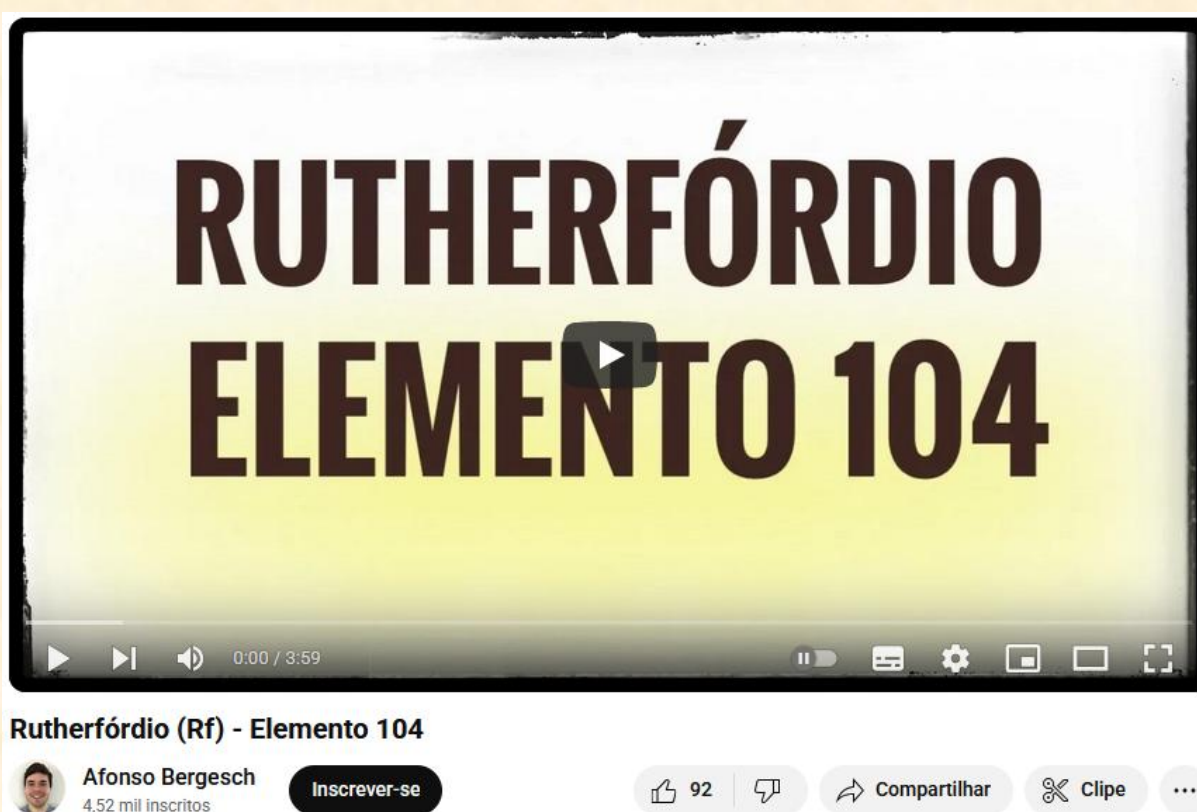 RUTHERFÓRDIO
ELEMENTO 104
0:00 / 3:59
Rutherfórdio (Rf) - Elemento 104
Afonso Bergesch
4,52 mil inscritos
Inscrever-se
92
Compartilhar
Clipe
...